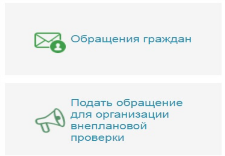 Обращения граждан
Подать обращение
для организации
внеплановой
проверки